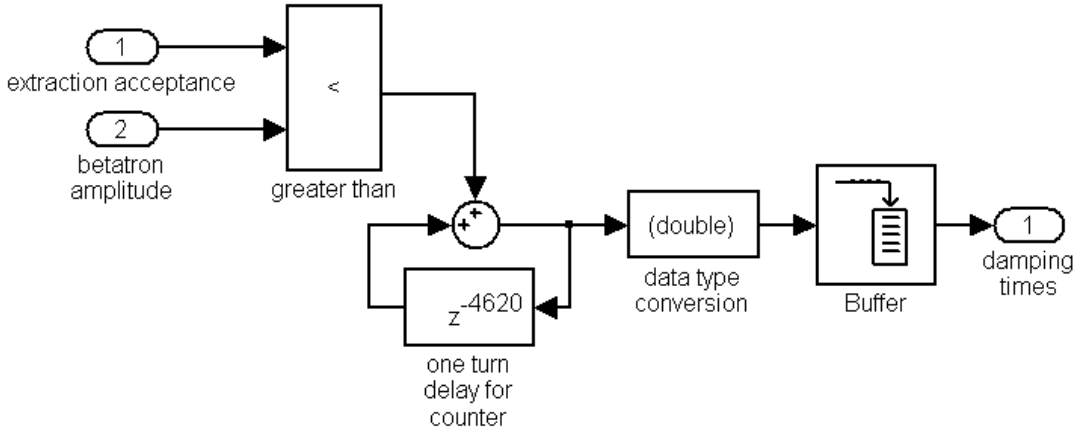 1
extraction acceptance
2
betatron
amplitude
<
greater than
+
+
z-4620
one turn
delay for
counter
(double)
data type
conversion
Buffer
1
damping
times